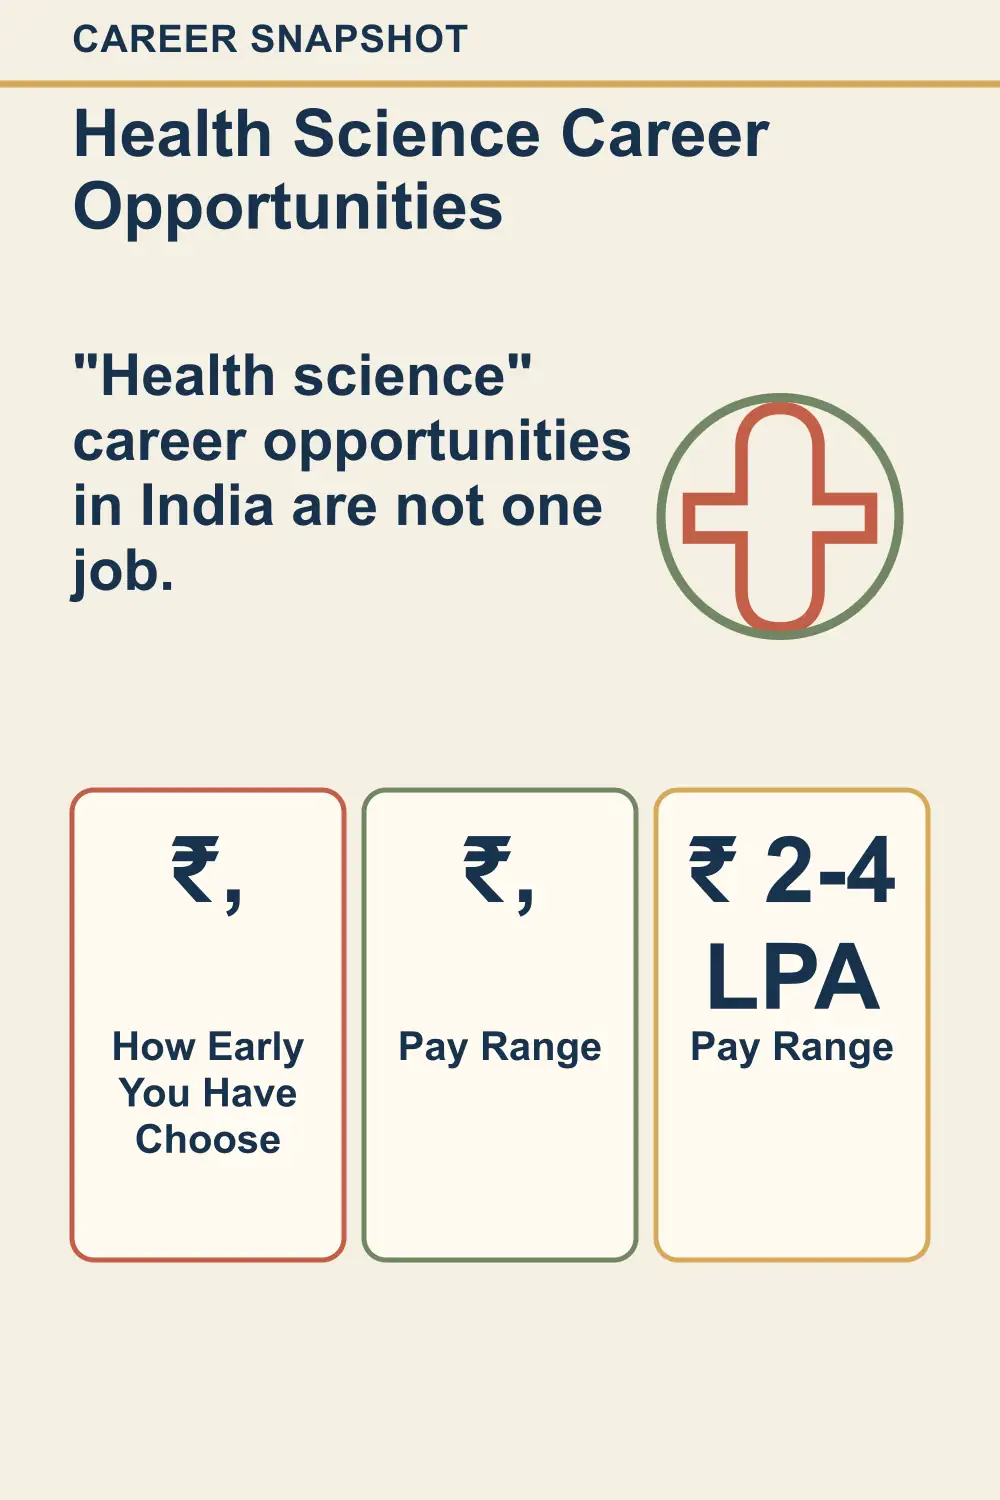 CAREER SNAPSHOT
Health Science Career
Opportunities
"Health science"
career opportunities
in India are not one
job.
₹,
How Early
You Have
Choose
₹,
Pay Range
₹ 2-4
LPA
Pay Range